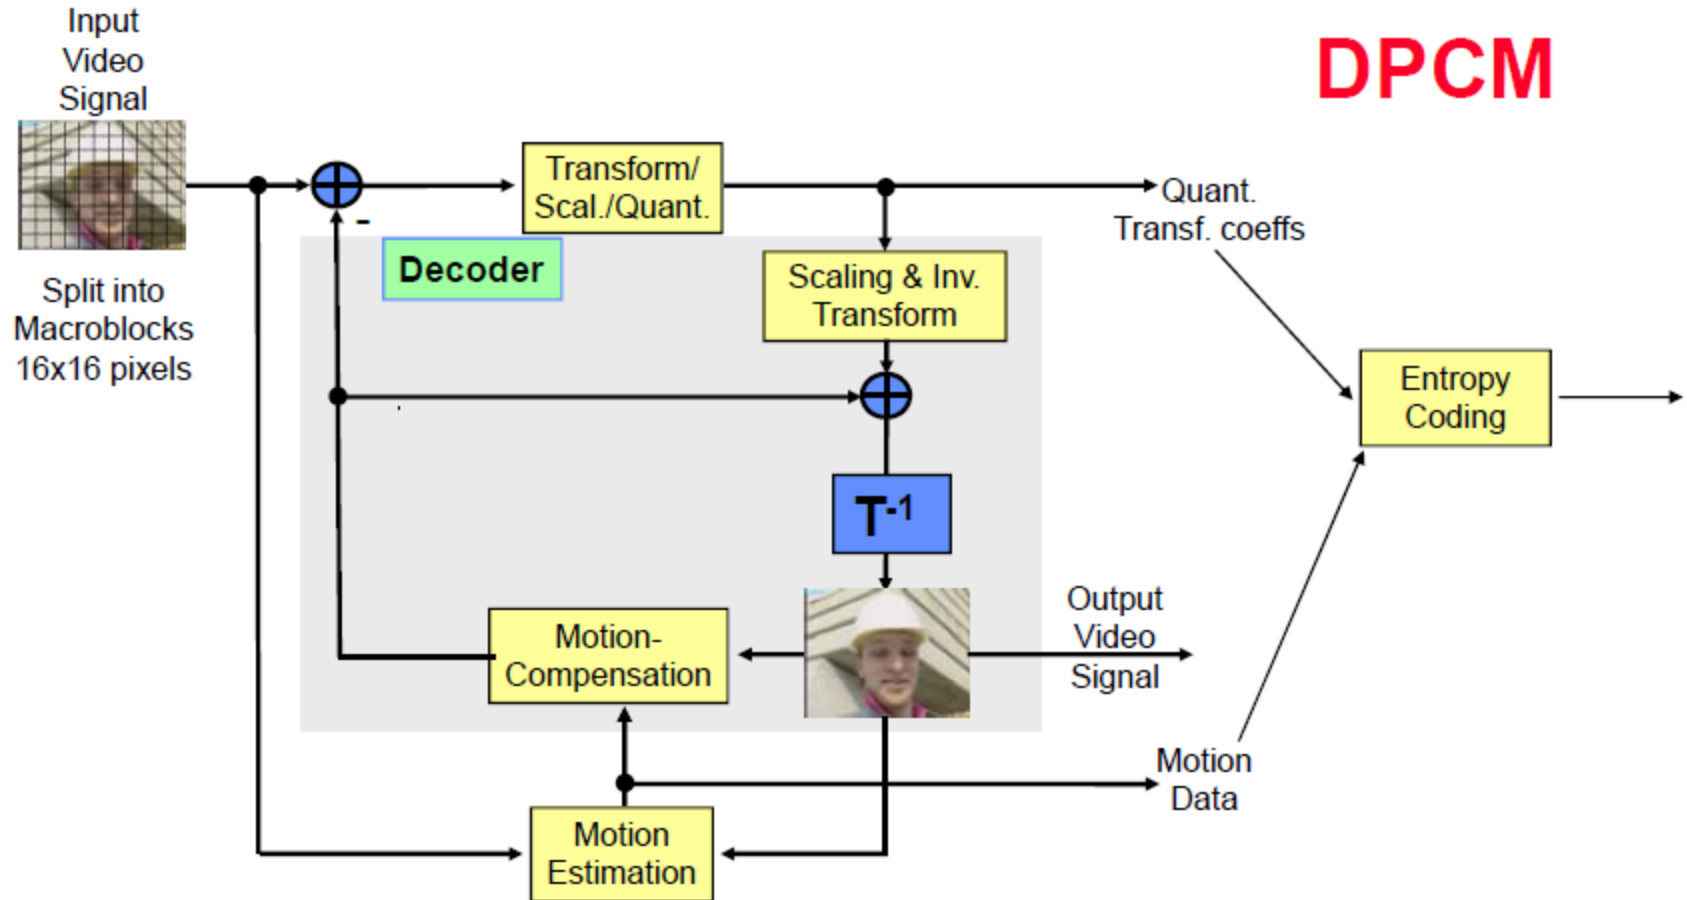 Input
Video
Signal
DPCM
Split into
Macroblocks
16x16 pixels
-
Transform/
Scal./Quant.
Quant.
Transf. coeffs
Decoder
Scaling & Inv.
Transform
Entropy
Coding
T-1
Motion-
Compensation
Output
Video
Signal
Motion
Data
Motion
Estimation